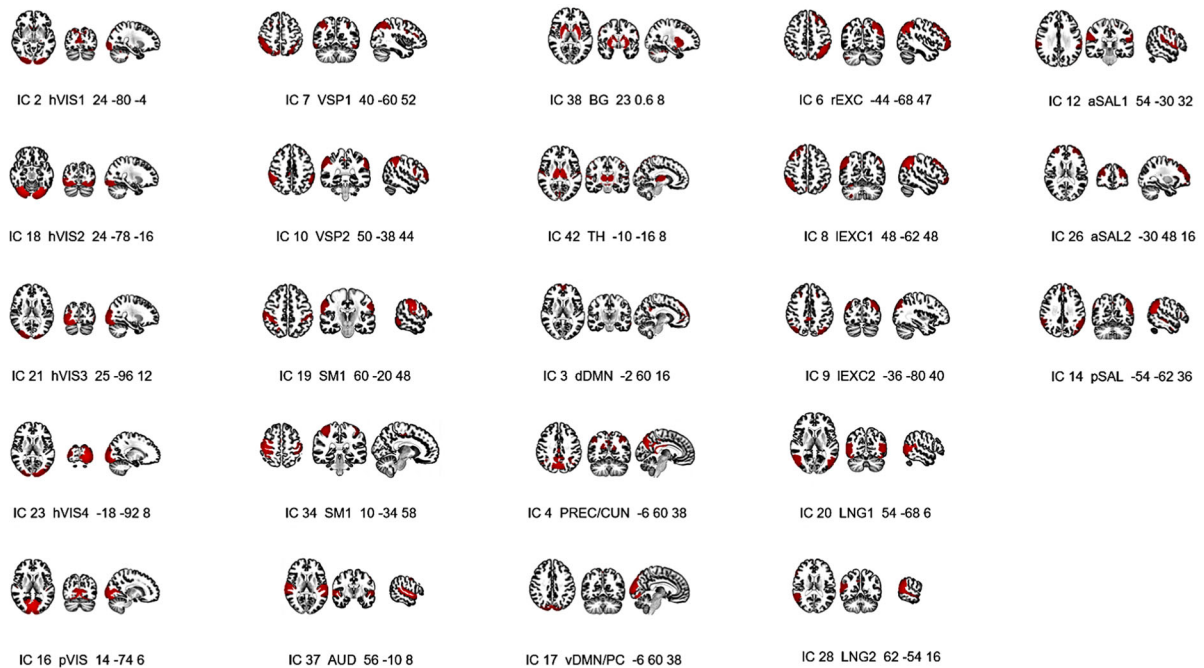 IC 2 hVIS1 24 -80 -4
IC 7 VSP1 40 -60 52
IC 38 BG 23 0.6 8
IC 6 rEXC -44 -68 47
IC 12 aSAL1 54 -30 32
IC 18 hVIS2 24 -78 -16
IC 10 VSP2 50 -38 44
IC 42 TH -10 -16 8
IC 8 lEXC1 48 -62 48
IC 26 aSAL2 -30 48 16
IC 21 hVIS3 25 -96 12
IC 19 SM1 60 -20 48
IC 3 dDMN -2 60 16
IC 9 lEXC2 -36 -80 40
IC 14 pSAL -54 -62 36
IC 23 hVIS4 -18 -92 8
IC 34 SM1 10 -34 58
IC 4 PREC/CUN -6 60 38
IC 20 LNG1 54 -68 6
IC 16 pVIS 14 -74 6
IC 37 AUD 56 -10 8
IC 17 vDMN/PC -6 60 38
IC 28 LNG2 62 -54 16